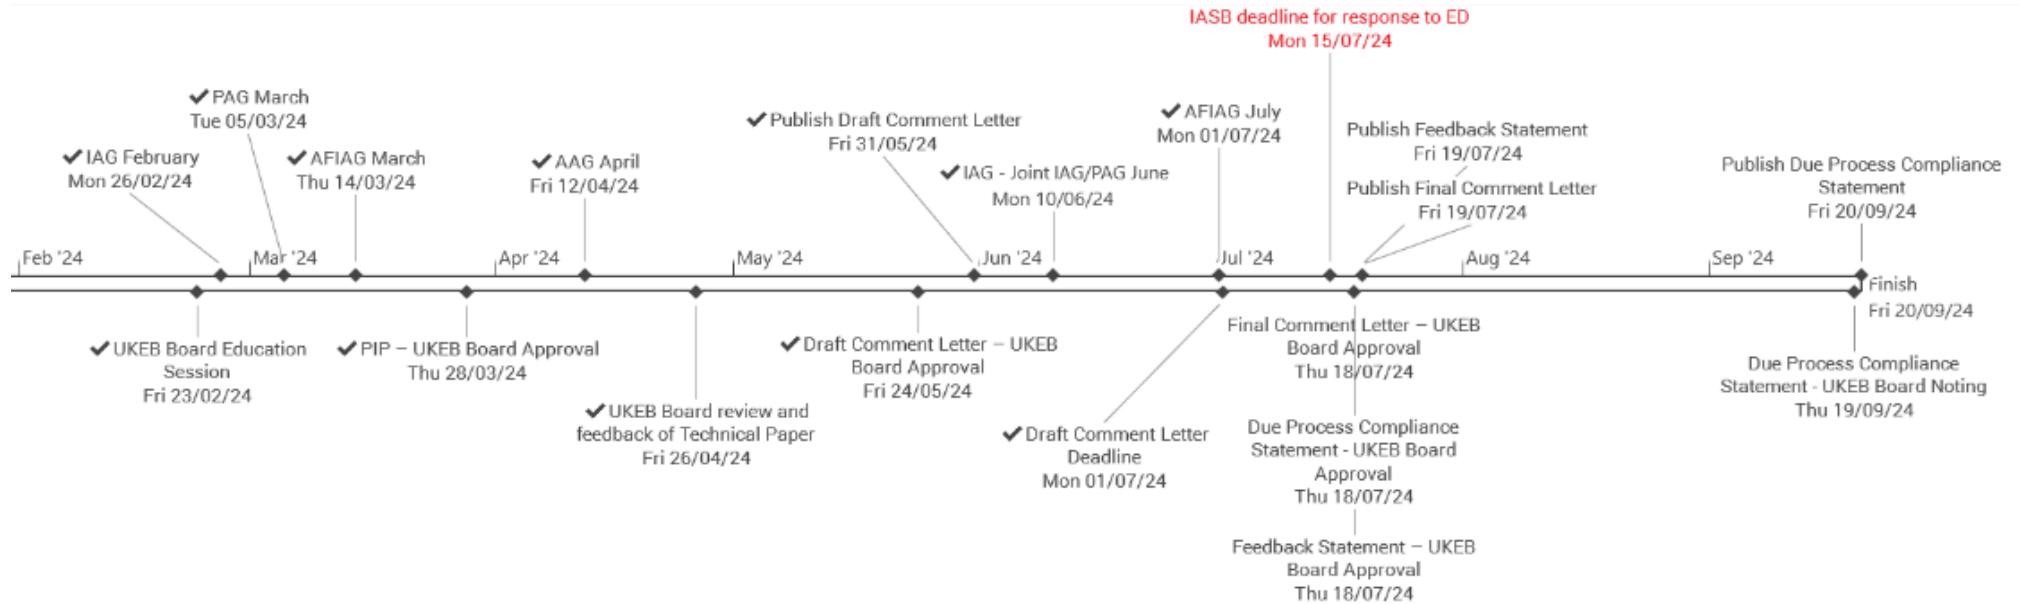 IASB deadline for response to ED
Mon 15/07/24
✔ PAG March
Tue 05/03/24
✔ IAG February
Mon 26/02/24
✔ AFIAG March
Thu 14/03/24
✔ AAG April
Fri 12/04/24
✔ Publish Draft Comment Letter
Fri 31/05/24
✔ IAG - Joint IAG/PAG June
Mon 10/06/24
✔ AFIAG July
Mon 01/07/24
Publish Feedback Statement
Fri 19/07/24
Publish Final Comment Letter
Fri 19/07/24
Publish Due Process Compliance
Statement
Fri 20/09/24
Feb '24
Mar '24
Apr '24
May '24
Jun '24
Jul '24
Aug '24
Sep '24
Finish
Fri 20/09/24
✔ UKEB Board Education
Session
Fri 23/02/24
✔ PIP – UKEB Board Approval
Thu 28/03/24
✔ UKEB Board review and
feedback of Technical Paper
Fri 26/04/24
✔ Draft Comment Letter – UKEB
Board Approval
Fri 24/05/24
✔ Draft Comment Letter
Deadline
Mon 01/07/24
Final Comment Letter – UKEB
Board Approval
Thu 18/07/24
Due Process Compliance
Statement - UKEB Board
Approval
Thu 18/07/24
Feedback Statement – UKEB
Board Approval
Thu 18/07/24
Due Process Compliance
Statement - UKEB Board Noting
Thu 19/09/24